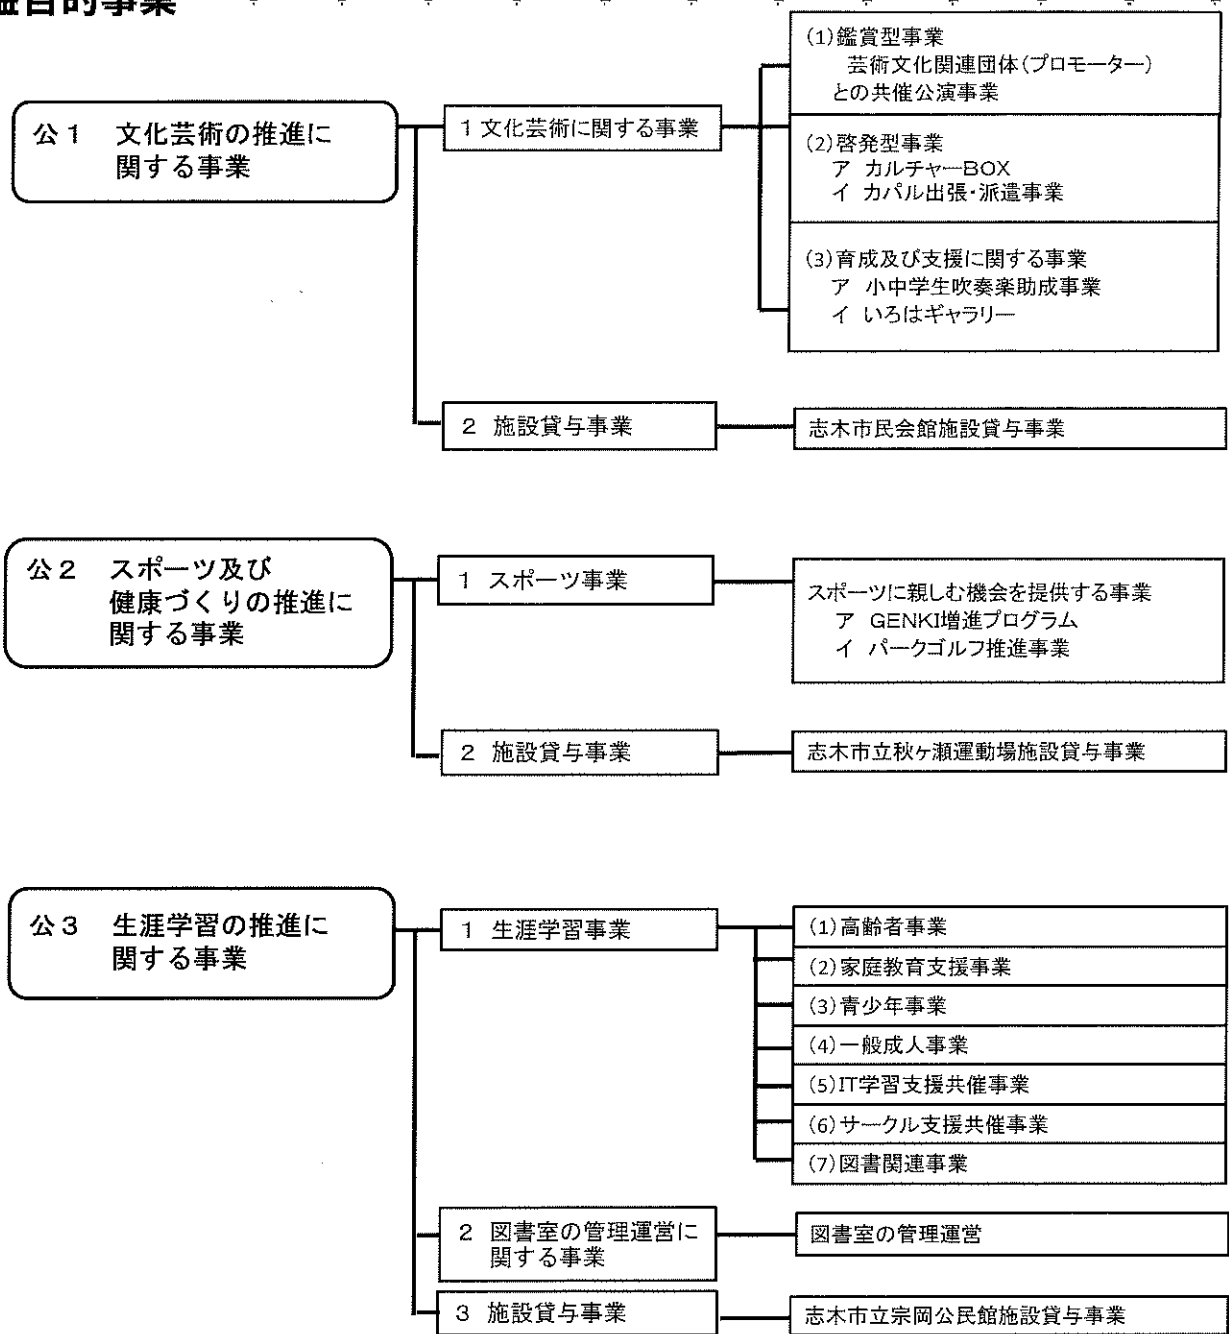 益目的事業
公1 文化芸術の推進に
関する事業
1 文化芸術に関する事業
(1)鑑賞型事業
芸術文化関連団体(プロモーター)
との共催公演事業
(2)啓発型事業
ア カルチャーBOX
イ カパル出張・派遣事業
(3)育成及び支援に関する事業
ア 小中学生吹奏楽助成事業
イ いろはギャラリー
2 施設貸与事業
志木市民会館施設貸与事業
公2 スポーツ及び
健康づくりの推進に
関する事業
1 スポーツ事業
スポーツに親しむ機会を提供する事業
ア GENKI増進プログラム
イ パークゴルフ推進事業
2 施設貸与事業
志木市立秋ヶ瀬運動場施設貸与事業
公3 生涯学習の推進に
関する事業
1 生涯学習事業
(1)高齢者事業
(2)家庭教育支援事業
(3)青少年事業
(4)一般成人事業
(5)IT学習支援共催事業
(6)サークル支援共催事業
(7)図書関連事業
2 図書室の管理運営に
関する事業
図書室の管理運営
3 施設貸与事業
志木市立宗岡公民館施設貸与事業